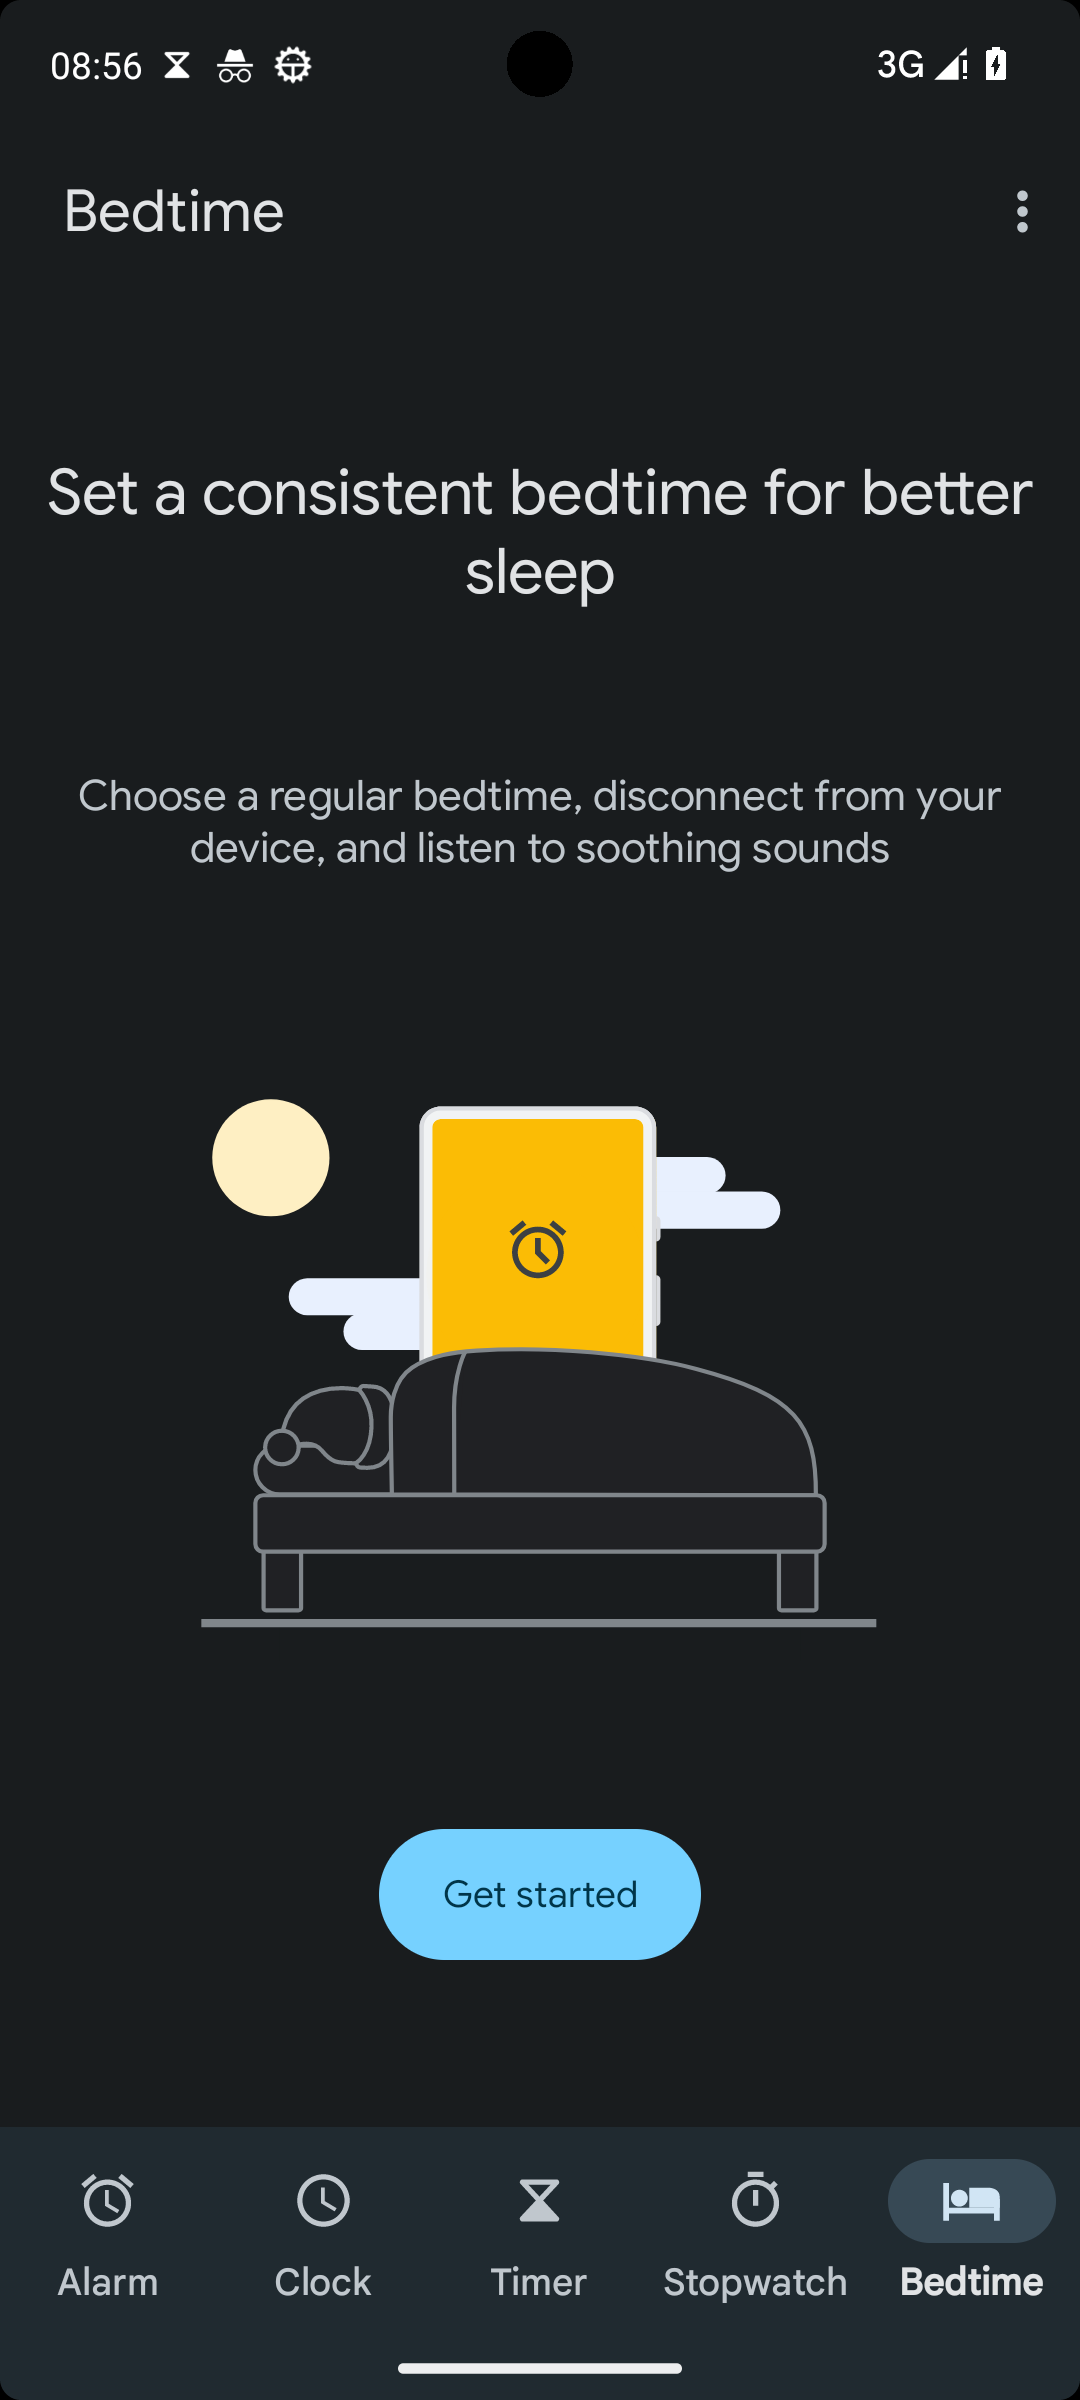 08:56
3G
Bedtime
Set a consistent bedtime for better
sleep
Choose a regular bedtime, disconnect from your
device, and listen to soothing sounds
Get started
Alarm
Clock
Timer
Stopwatch
Bedtime